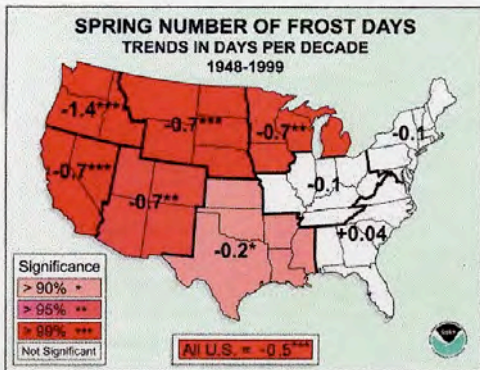 SPRING NUMBER OF FROST DAYS
TRENDS IN DAYS PER DECADE
1948-1999
-1.4***
-0.7***
-0.7**
-0.1
-0.7***
-0.7**
-0.1
-0.2*
+0.04
Significance
> 90% *
> 95% **
> 99% ***
Not Significant
All U.S. = -0.5***